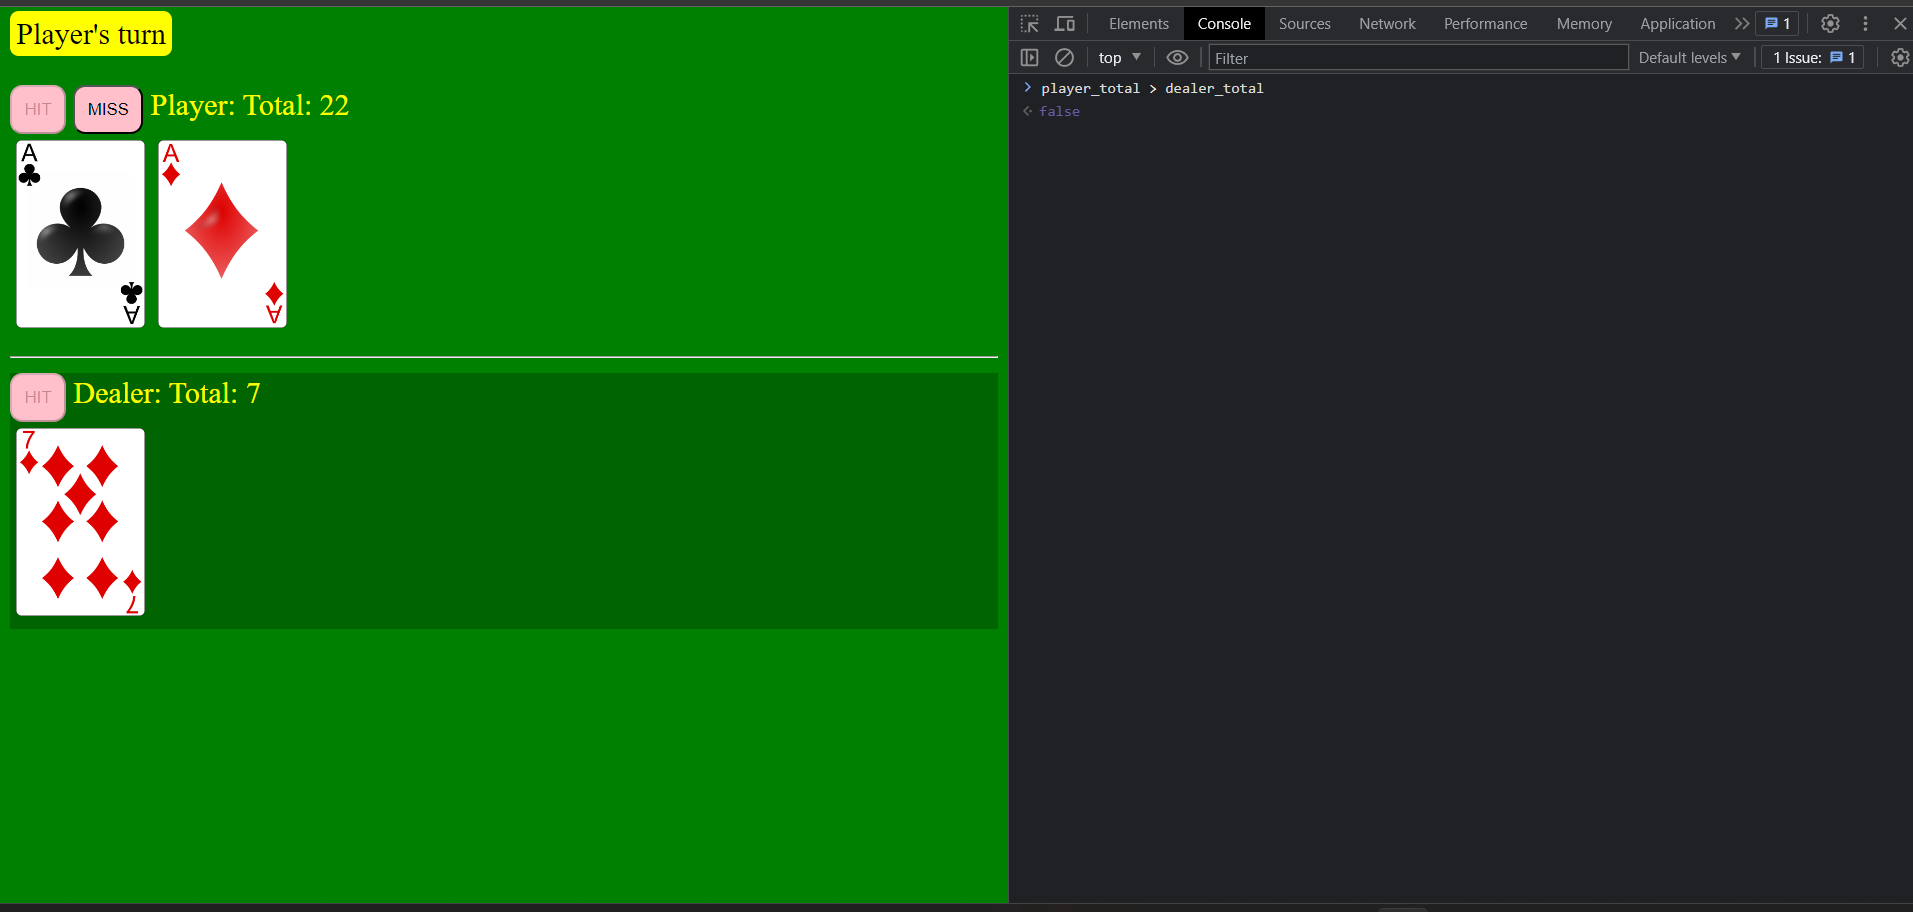 Player's turn
HIT MISS Player: Total: 22
A A
A A
HIT Dealer: Total: 7
7
7
Elements Console Sources Network Performance Memory Application 1
top Filter Default levels 1 Issue: 1
player_total > dealer_total
false